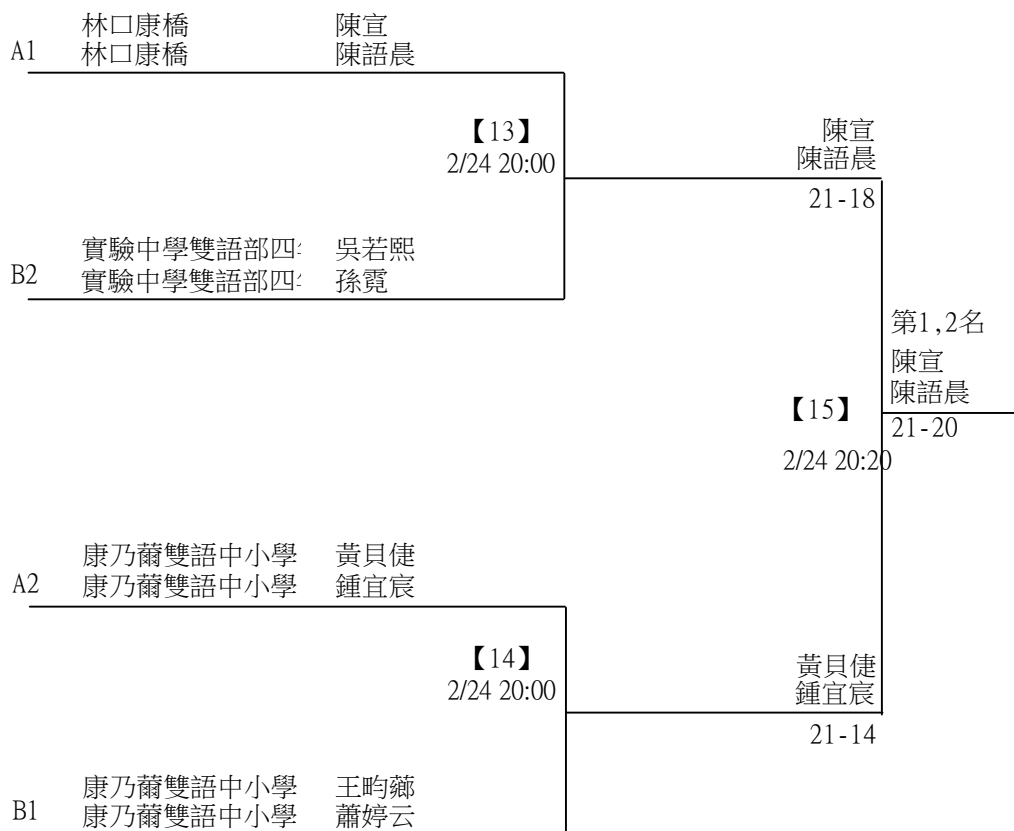 林口康橋 陳宣
A1 林口康橋 陳語晨
【13】
2/24 20:00
陳宣
陳語晨
21-18
實驗中學雙語部四 吳若熙
B2 實驗中學雙語部四 孫霓
第1,2名
陳宣
陳語晨
【15】
21-20
2/24 20:20
康乃薾雙語中小學 黃貝倢
A2 康乃薾雙語中小學 鍾宜宸
【14】
2/24 20:00
黃貝倢
鍾宜宸
21-14
康乃薾雙語中小學 王畇薌
B1 康乃薾雙語中小學 蕭婷云